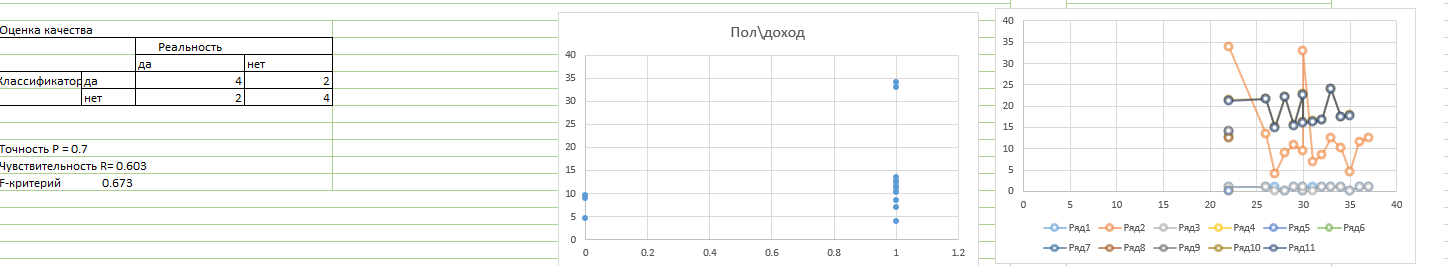 Оценка качества
Реальность
да нет
Классификатор да 4 2
нет 2 4
Точность P = 0.7
Чувствительность R= 0.603
F-критерий 0.673
Пол\доход
40
35
30
25
20
15
10
5
0
0 0.2 0.4 0.6 0.8 1 1.2
40
35
30
25
20
15
10
5
0
0 5 10 15 20 25 30 35 40
Ряд1 Ряд2 Ряд3 Ряд4 Ряд5 Ряд6
Ряд7 Ряд8 Ряд9 Ряд10 Ряд11